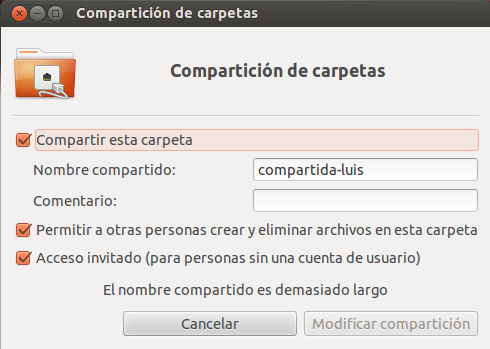 Compartición de carpetas
Compartición de carpetas
Compartir esta carpeta
Nombre compartido: compartida-luis
Comentario:
Permitir a otras personas crear y eliminar archivos en esta carpeta
Acceso invitado (para personas sin una cuenta de usuario)
El nombre compartido es demasiado largo
Cancelar Modificar compartición